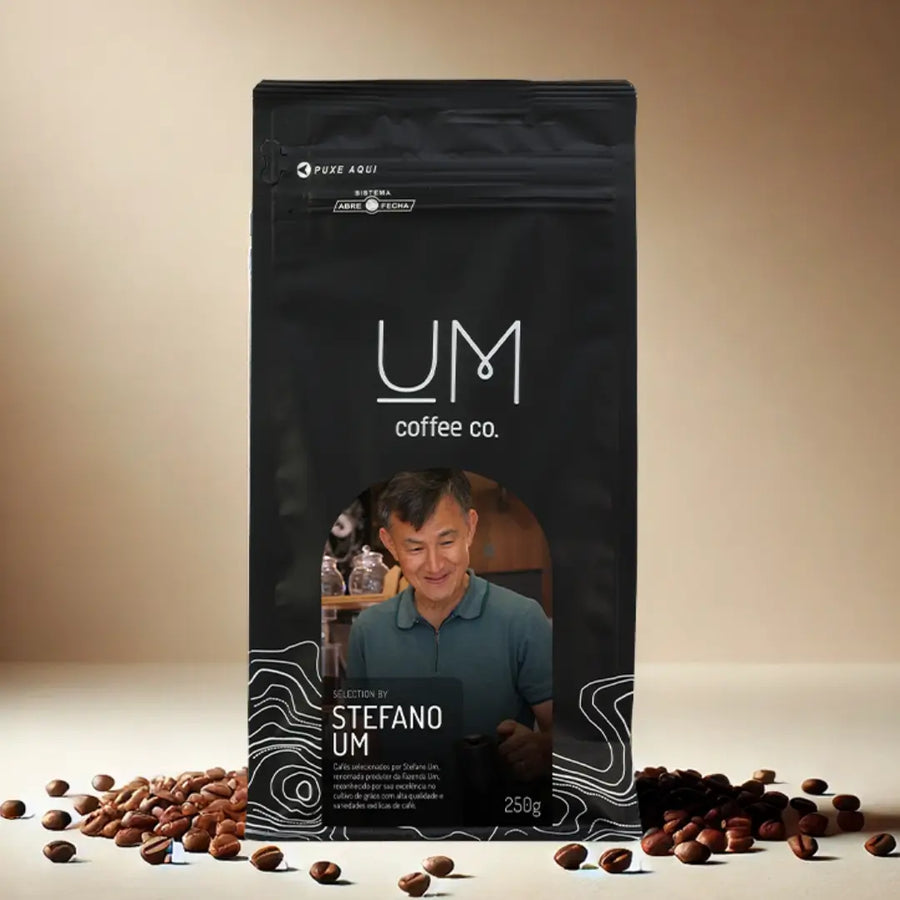 PUXE AQUI
SISTEMA
ABRE FECHA
UM
coffee co.
SELECTION BY
STEFANO
UM
Cafés selecionados por Stefano Um,
renomado produtor da Fazenda Um,
reconhecido por sua excelência no
cultivo de grãos com alta qualidade e
variedades exóticas de café.
250g